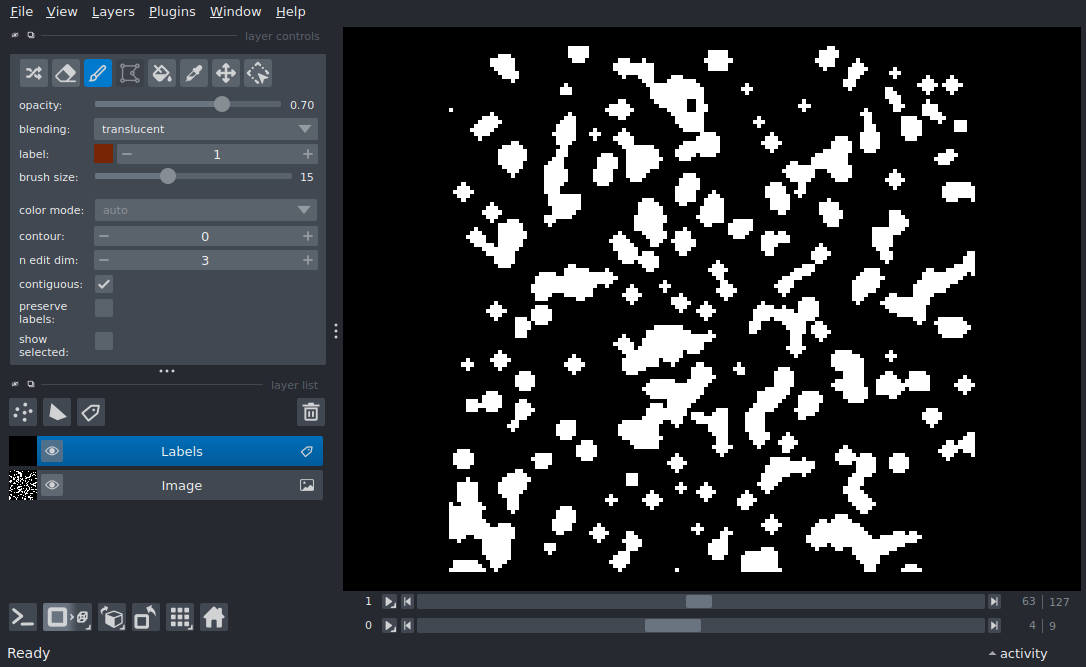 File View Layers Plugins Window Help
layer controls
opacity: 0.70
blending: translucent
label: 1
brush size: 15
color mode: auto
contour: 0
n edit dim: 3
contiguous:
preserve
labels:
show
selected:
layer list
Labels
Image
1 63 127
0 4 9
Ready activity